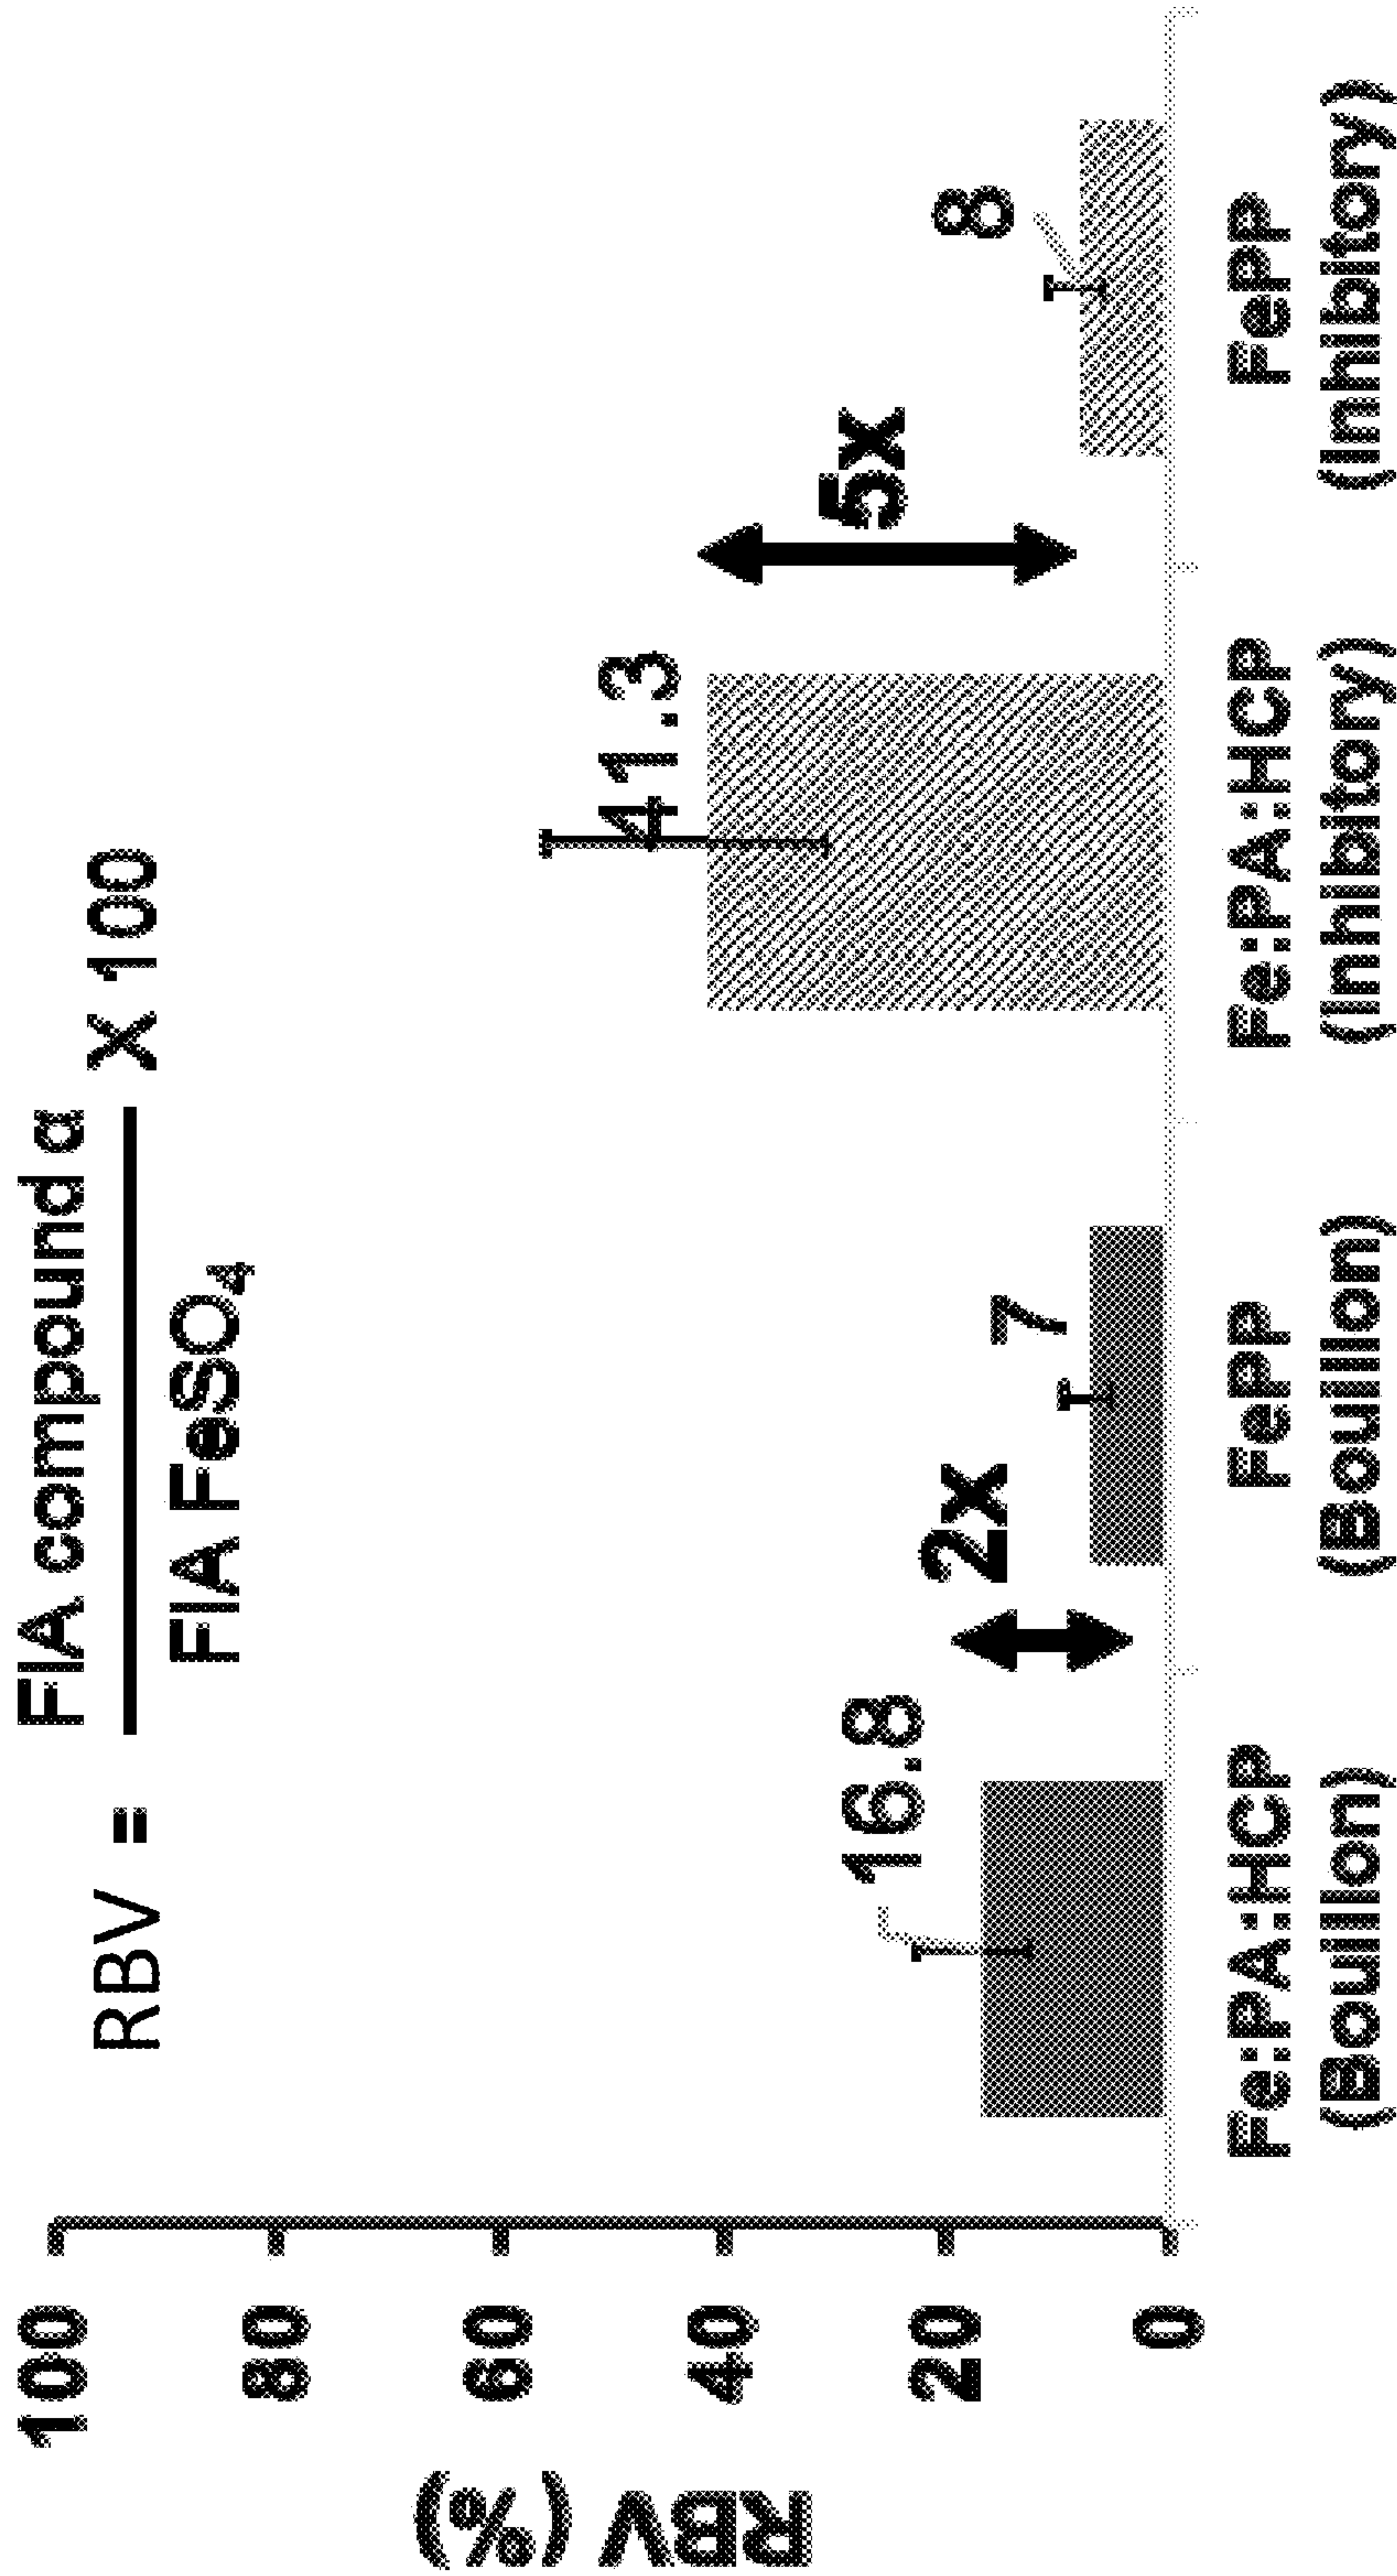 FIA compound α
RBV = X 100
FIA FeSO₄
RBV (%)
100
80
60
40
20
0
16.8
2x
7
41.3
5x
8
Fe:PA:HCP
(Bouillon)
FePP
(Bouillon)
Fe:PA:HCP
(Inhibitory)
FePP
(Inhibitory)